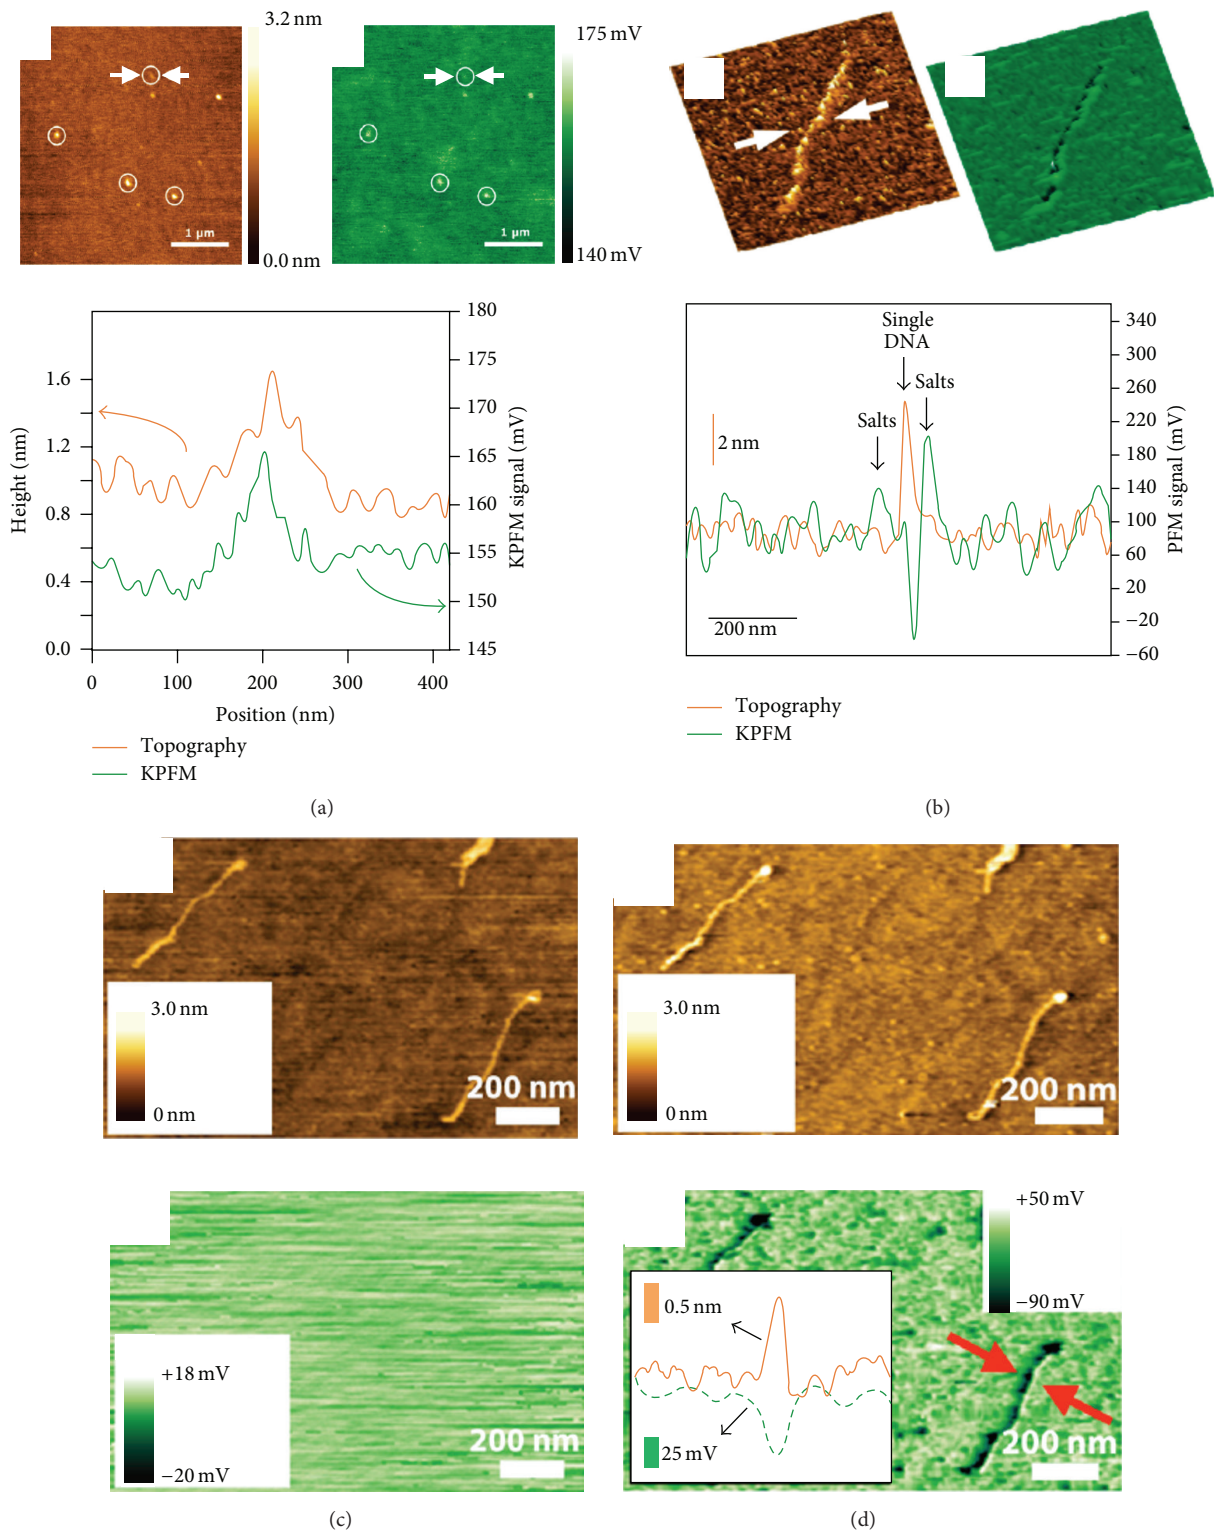 3.2 nm
0.0 nm
1 µm
1 µm
175 mV
140 mV
Height (nm)
1.6
1.2
0.8
0.4
0.0
180
175
170
165
160
155
150
145
KPFM signal (mV)
0
100
200
300
400
Position (nm)
Topography
KPFM
(a)
Single
DNA
Salts
Salts
2 nm
200 nm
340
300
260
220
180
140
100
60
20
−20
−60
PFM signal (mV)
Topography
KPFM
(b)
3.0 nm
0 nm
200 nm
3.0 nm
0 nm
200 nm
+18 mV
−20 mV
200 nm
(c)
+50 mV
−90 mV
0.5 nm
25 mV
200 nm
(d)